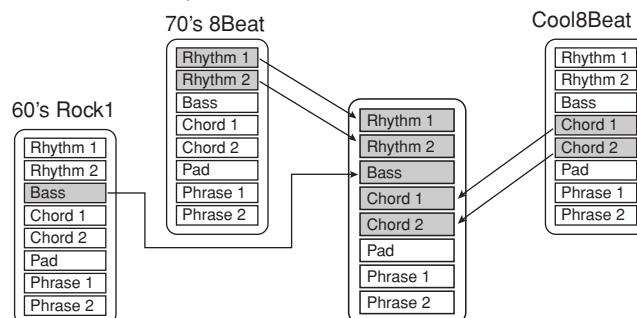 70's 8Beat
Rhythm 1
Rhythm 2
Bass
Chord 1
Chord 2
Pad
Phrase 1
Phrase 2
Cool8Beat
Rhythm 1
Rhythm 2
Bass
Chord 1
Chord 2
Pad
Phrase 1
Phrase 2
60's Rock1
Rhythm 1
Rhythm 2
Bass
Chord 1
Chord 2
Pad
Phrase 1
Phrase 2
Rhythm 1
Rhythm 2
Bass
Chord 1
Chord 2
Pad
Phrase 1
Phrase 2